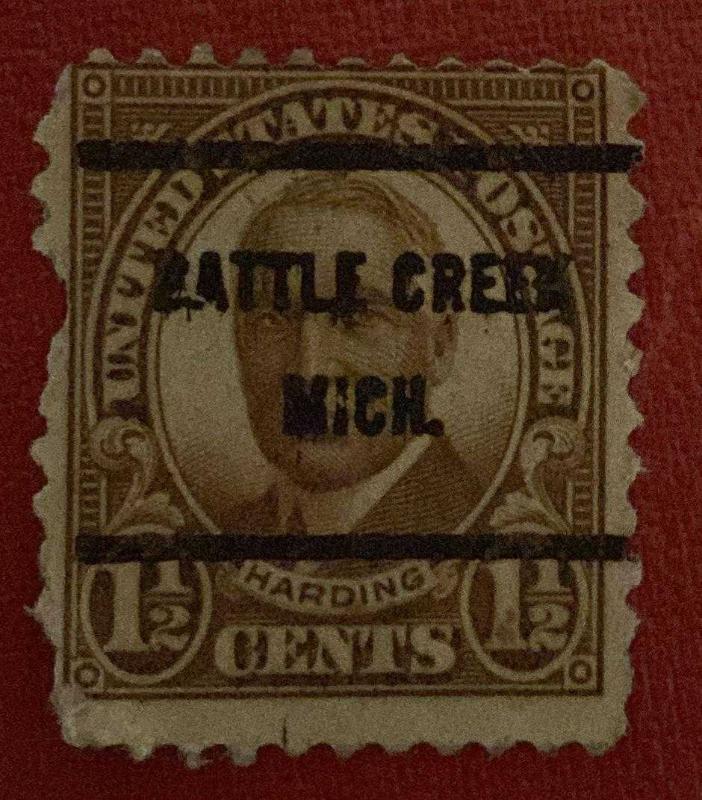 UNITED STATES POSTAGE
BATTLE CREEK
MICH.
HARDING
1½ 1½
CENTS